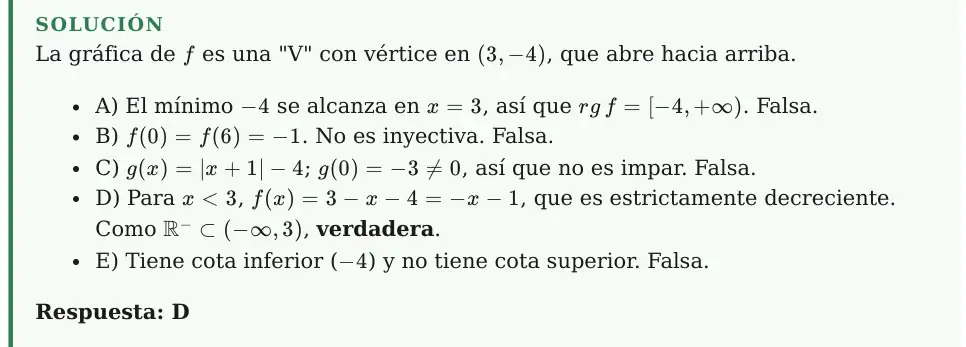 SOLUCIÓN
La gráfica de f es una "V" con vértice en (3, −4), que abre hacia arriba.
• A) El mínimo −4 se alcanza en x = 3, así que rg f = [−4, +∞). Falsa.
• B) f(0) = f(6) = −1. No es inyectiva. Falsa.
• C) g(x) = |x + 1| − 4; g(0) = −3 ≠ 0, así que no es impar. Falsa.
• D) Para x < 3, f(x) = 3 − x − 4 = −x − 1, que es estrictamente decreciente.
Como ℝ⁻ ⊂ (−∞, 3), verdadera.
• E) Tiene cota inferior (−4) y no tiene cota superior. Falsa.
Respuesta: D